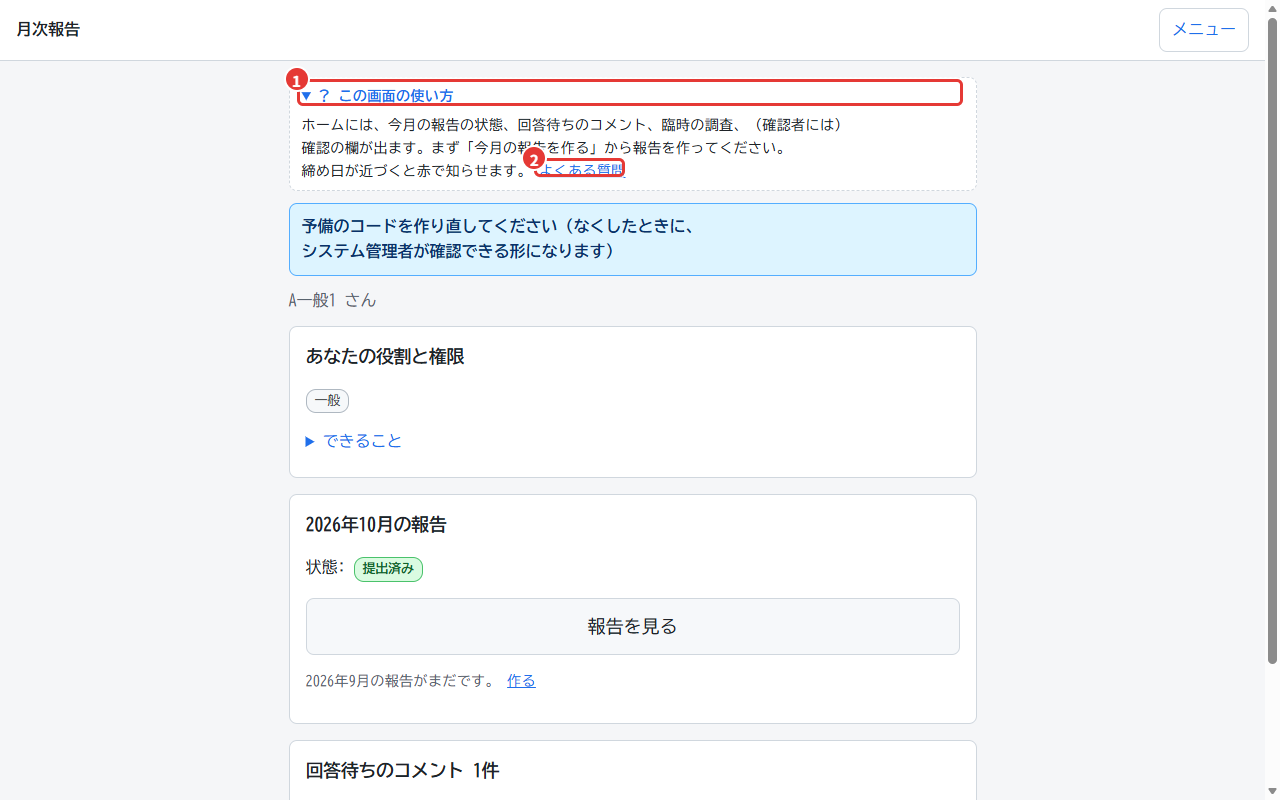 月次報告
メニュー
1
▼ ? この画面の使い方
ホームには、今月の報告の状態、回答待ちのコメント、臨時の調査、（確認者には）
確認の欄が出ます。まず「今月の報告を作る」から報告を作ってください。
2
締め日が近づくと赤で知らせます。 よくある質問
予備のコードを作り直してください（なくしたときに、
システム管理者が確認できる形になります）
A一般1 さん
あなたの役割と権限
一般
▶ できること
2026年10月の報告
状態： 提出済み
報告を見る
2026年9月の報告がまだです。 作る
回答待ちのコメント 1件